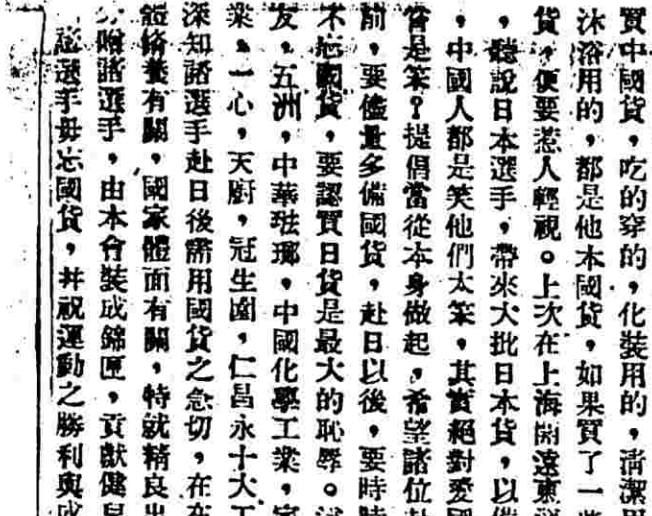 買中國貨，吃的穿的，化裝用的，清潔用
沐浴用的，都是他本國貨，如果買了一些
貨，便要惹人輕視。上次在上海開遠東
，聽說日本選手，帶來大批日本貨，以備
，中國人都是笑他們太笨，其實絕對愛國
是笨？提倡當從本身做起，希望諸位赴
前，要儘量多備國貨，赴日以後，要時時
不忘國貨，要認買日貨是最大的恥辱。
友，五洲，中華琺瑯，中國化學工業，家
業，一心，天廚，冠生園，仁昌永十大工
深知諸選手赴日後需用國貨之急切，在
體修養有關，國家體面有關，特就精良出
分贈諸選手，由本會裝成錦匣，貢獻健兒
選手毋忘國貨，并祝運動之勝利與成